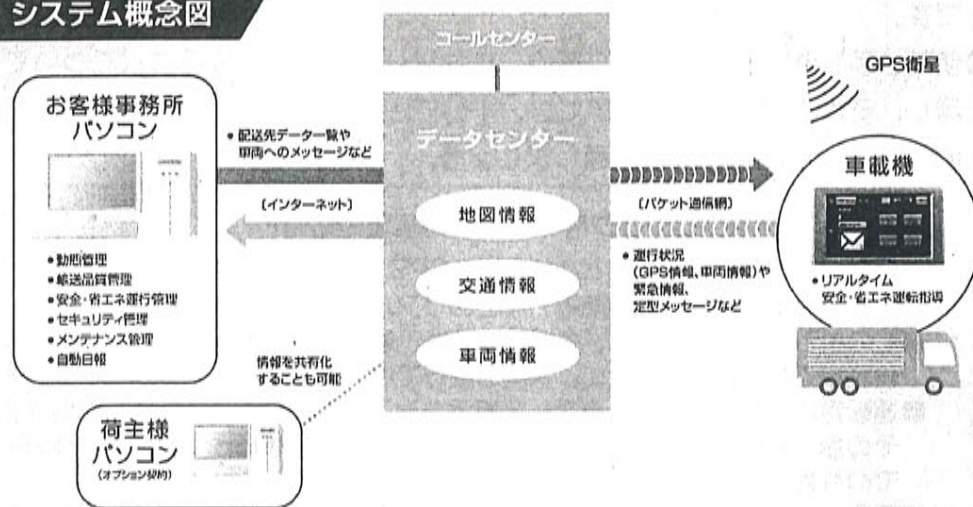 システム概念図
コールセンター
データセンター
地図情報
交通情報
車両情報
お客様事務所
パソコン
• 動態管理
• 輸送品質管理
• 安全・省エネ運行管理
• セキュリティ管理
• メンテナンス管理
• 自動日報
• 配送先データ一覧や
車両へのメッセージなど
(インターネット)
情報を共有化
することも可能
荷主様
パソコン
(オプション契約)
GPS衛星
(パケット通信網)
• 運行状況
(GPS情報、車両情報)や
緊急情報、
定型メッセージなど
車載機
• リアルタイム
安全・省エネ運転指導